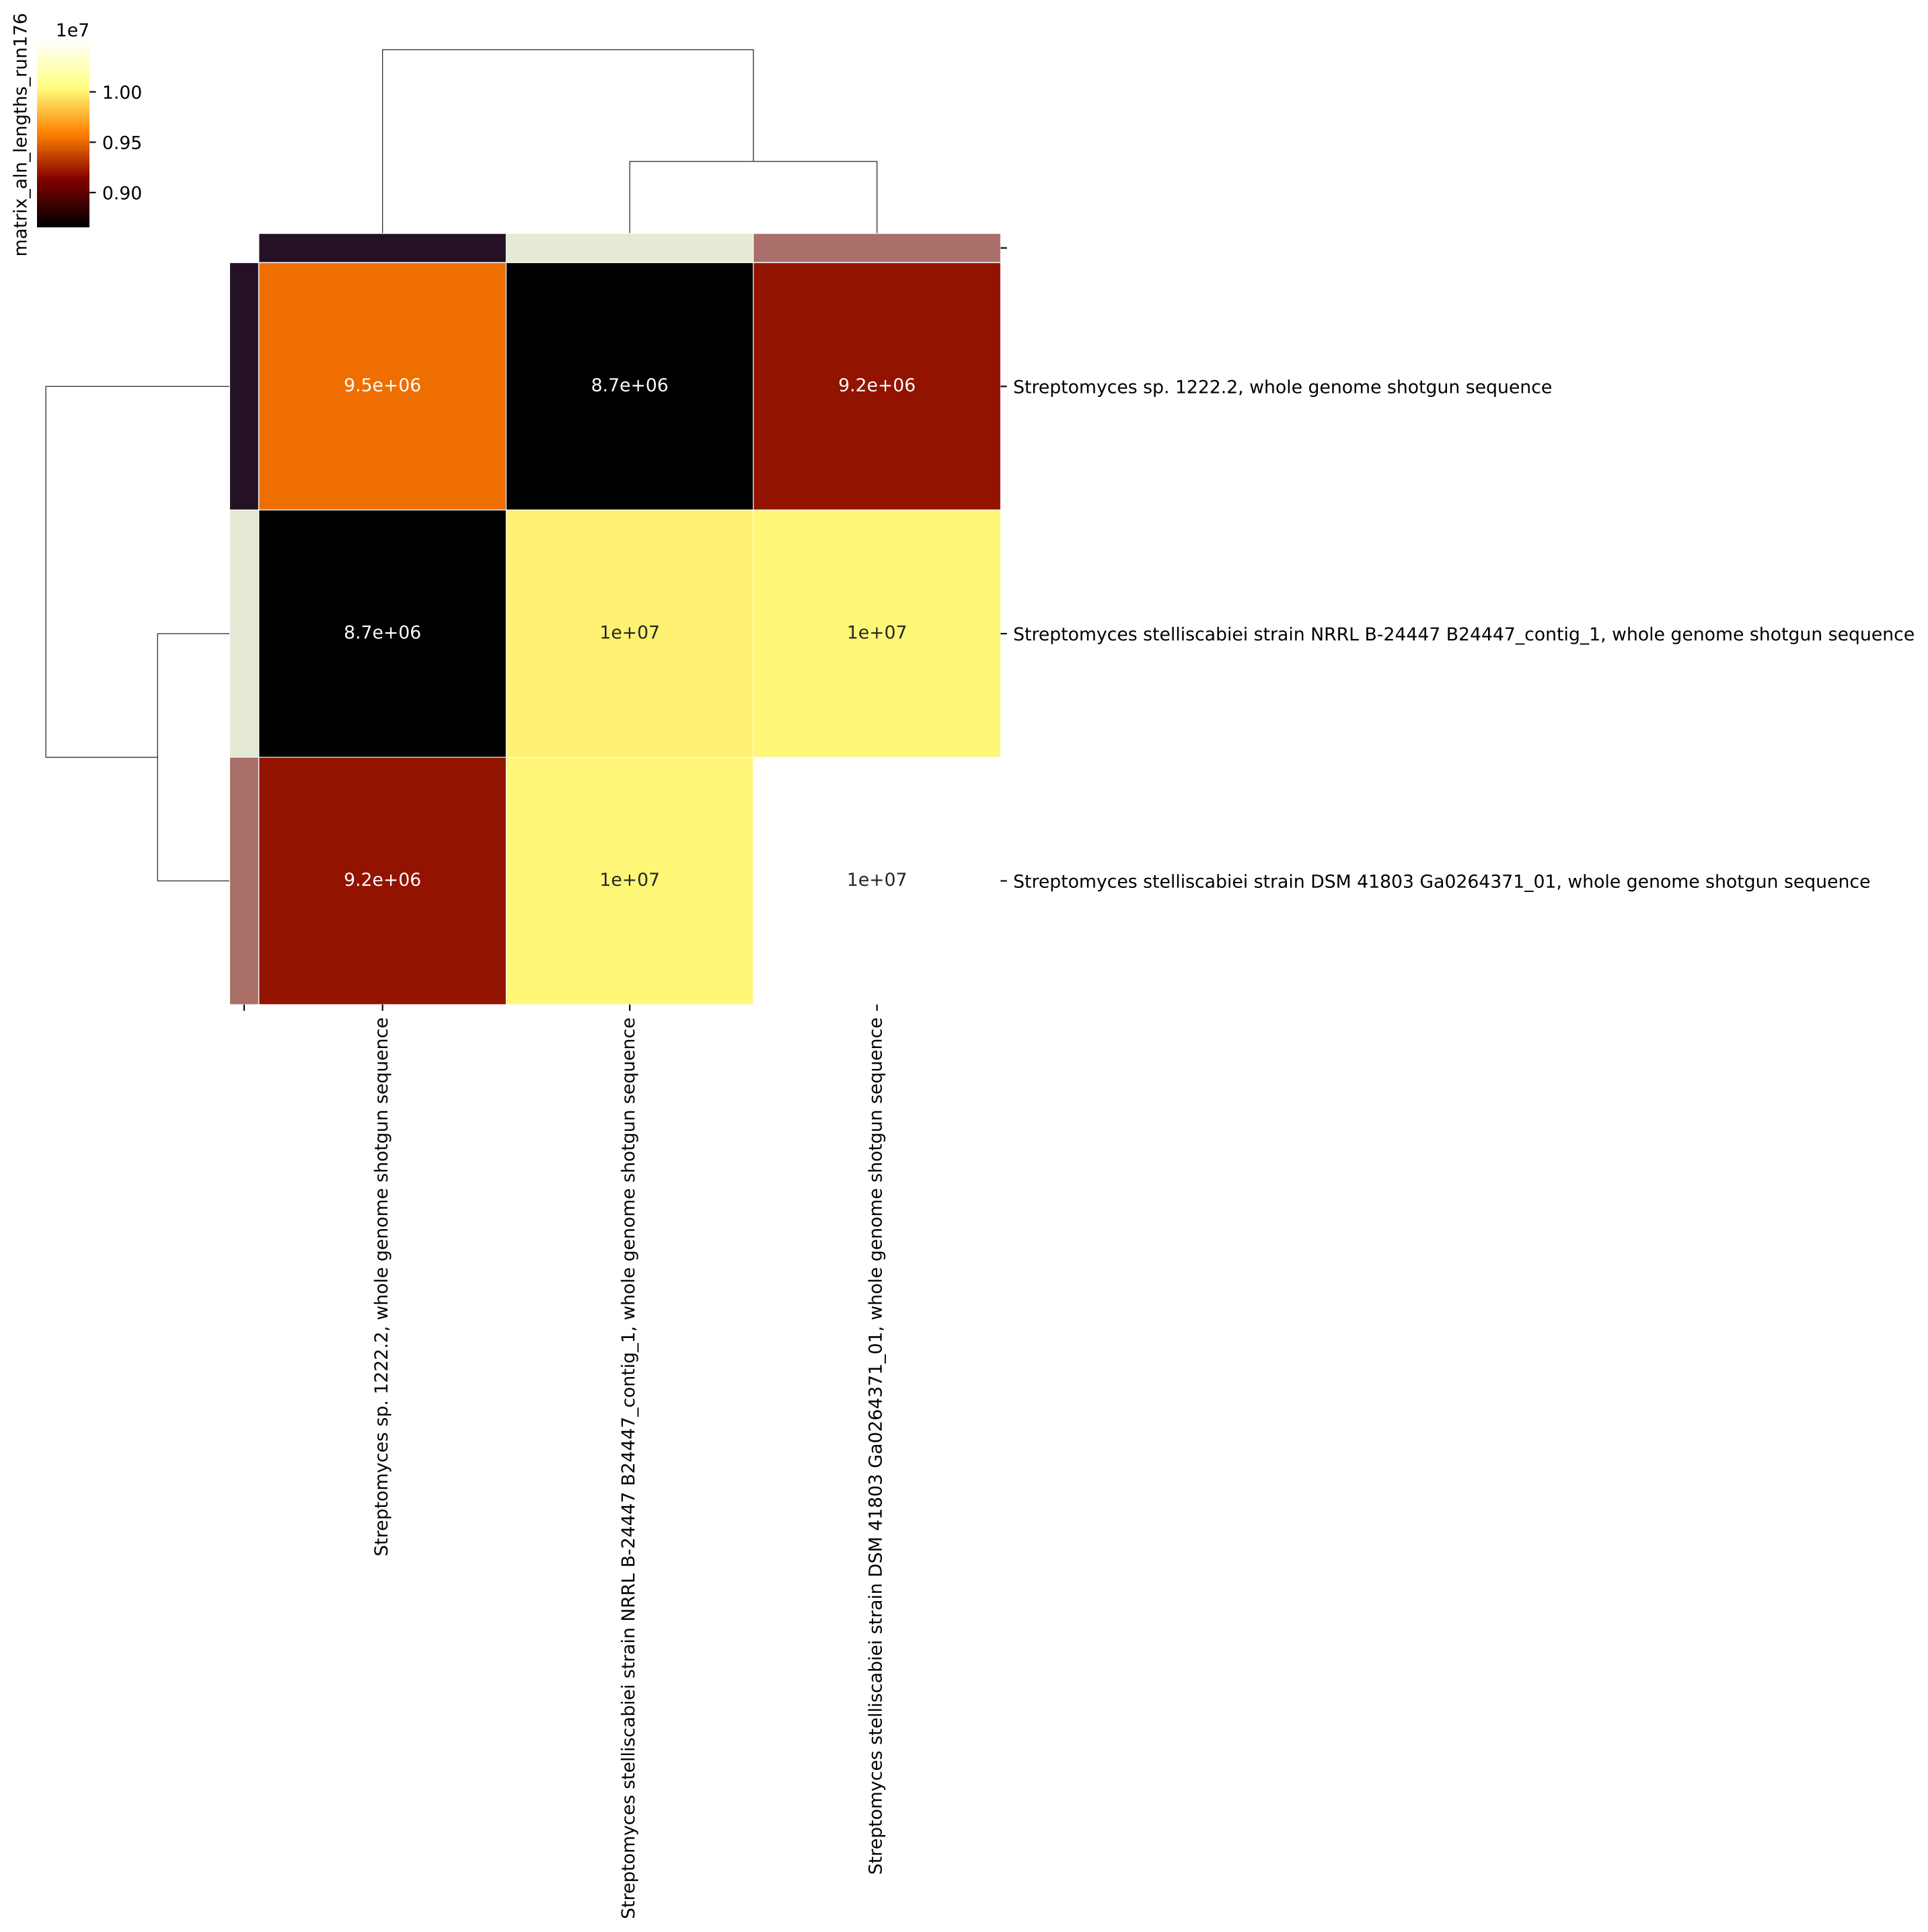 matrix_aln_lengths_run176
1e7
1.00
0.95
0.90
9.5e+06
8.7e+06
9.2e+06
Streptomyces sp. 1222.2, whole genome shotgun sequence
8.7e+06
1e+07
1e+07
Streptomyces stelliscabiei strain NRRL B-24447 B24447_contig_1, whole genome shotgun sequence
9.2e+06
1e+07
1e+07
Streptomyces stelliscabiei strain DSM 41803 Ga0264371_01, whole genome shotgun sequence
Streptomyces sp. 1222.2, whole genome shotgun sequence
Streptomyces stelliscabiei strain NRRL B-24447 B24447_contig_1, whole genome shotgun sequence
Streptomyces stelliscabiei strain DSM 41803 Ga0264371_01, whole genome shotgun sequence